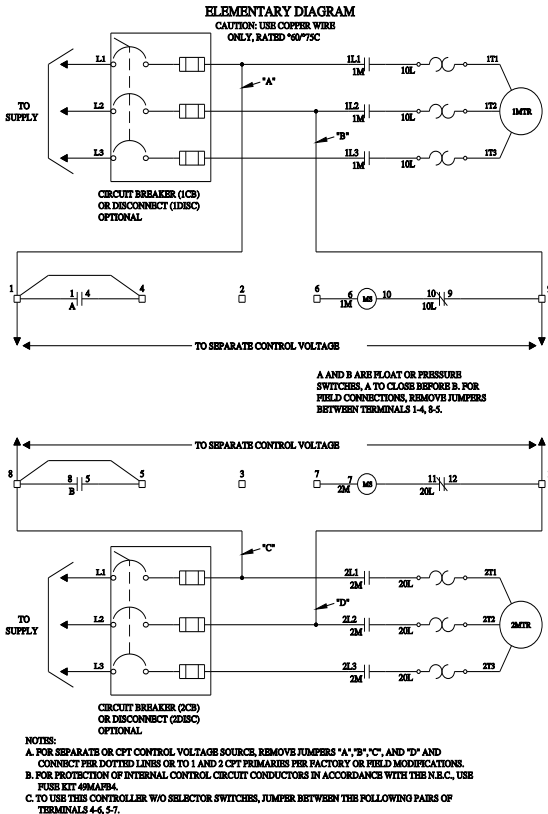 ELEMENTARY DIAGRAM
CAUTION: USE COPPER WIRE
ONLY, RATED °60/°75C
L1
1L1
1M
10L
1T1
"A"
TO
SUPPLY
L2
1L2
1M
10L
1T2
1MTR
"B"
L3
1L3
1M
10L
1T3
CIRCUIT BREAKER (1CB)
OR DISCONNECT (1DISC)
OPTIONAL
1
1 4
A
4
2
6
6
1M
MS
10
10 9
10L
TO SEPARATE CONTROL VOLTAGE
A AND B ARE FLOAT OR PRESSURE
SWITCHES, A TO CLOSE BEFORE B. FOR
FIELD CONNECTIONS, REMOVE JUMPERS
BETWEEN TERMINALS 1-4, 8-5.
TO SEPARATE CONTROL VOLTAGE
8
8 5
B
5
3
7
7
2M
MS
11 12
20L
"C"
L1
2L1
2M
20L
2T1
"D"
TO
SUPPLY
L2
2L2
2M
20L
2T2
2MTR
L3
2L3
2M
20L
2T3
CIRCUIT BREAKER (2CB)
OR DISCONNECT (2DISC)
OPTIONAL
NOTES:
A. FOR SEPARATE OR CPT CONTROL VOLTAGE SOURCE, REMOVE JUMPERS "A","B","C", AND "D" AND
CONNECT PER DOTTED LINES OR TO 1 AND 2 CPT PRIMARIES PER FACTORY OR FIELD MODIFICATIONS.
B. FOR PROTECTION OF INTERNAL CONTROL CIRCUIT CONDUCTORS IN ACCORDANCE WITH THE N.E.C., USE
FUSE KIT 49MAFB4.
C. TO USE THIS CONTROLLER W/O SELECTOR SWITCHES, JUMPER BETWEEN THE FOLLOWING PAIRS OF
TERMINALS 4-6, 5-7.